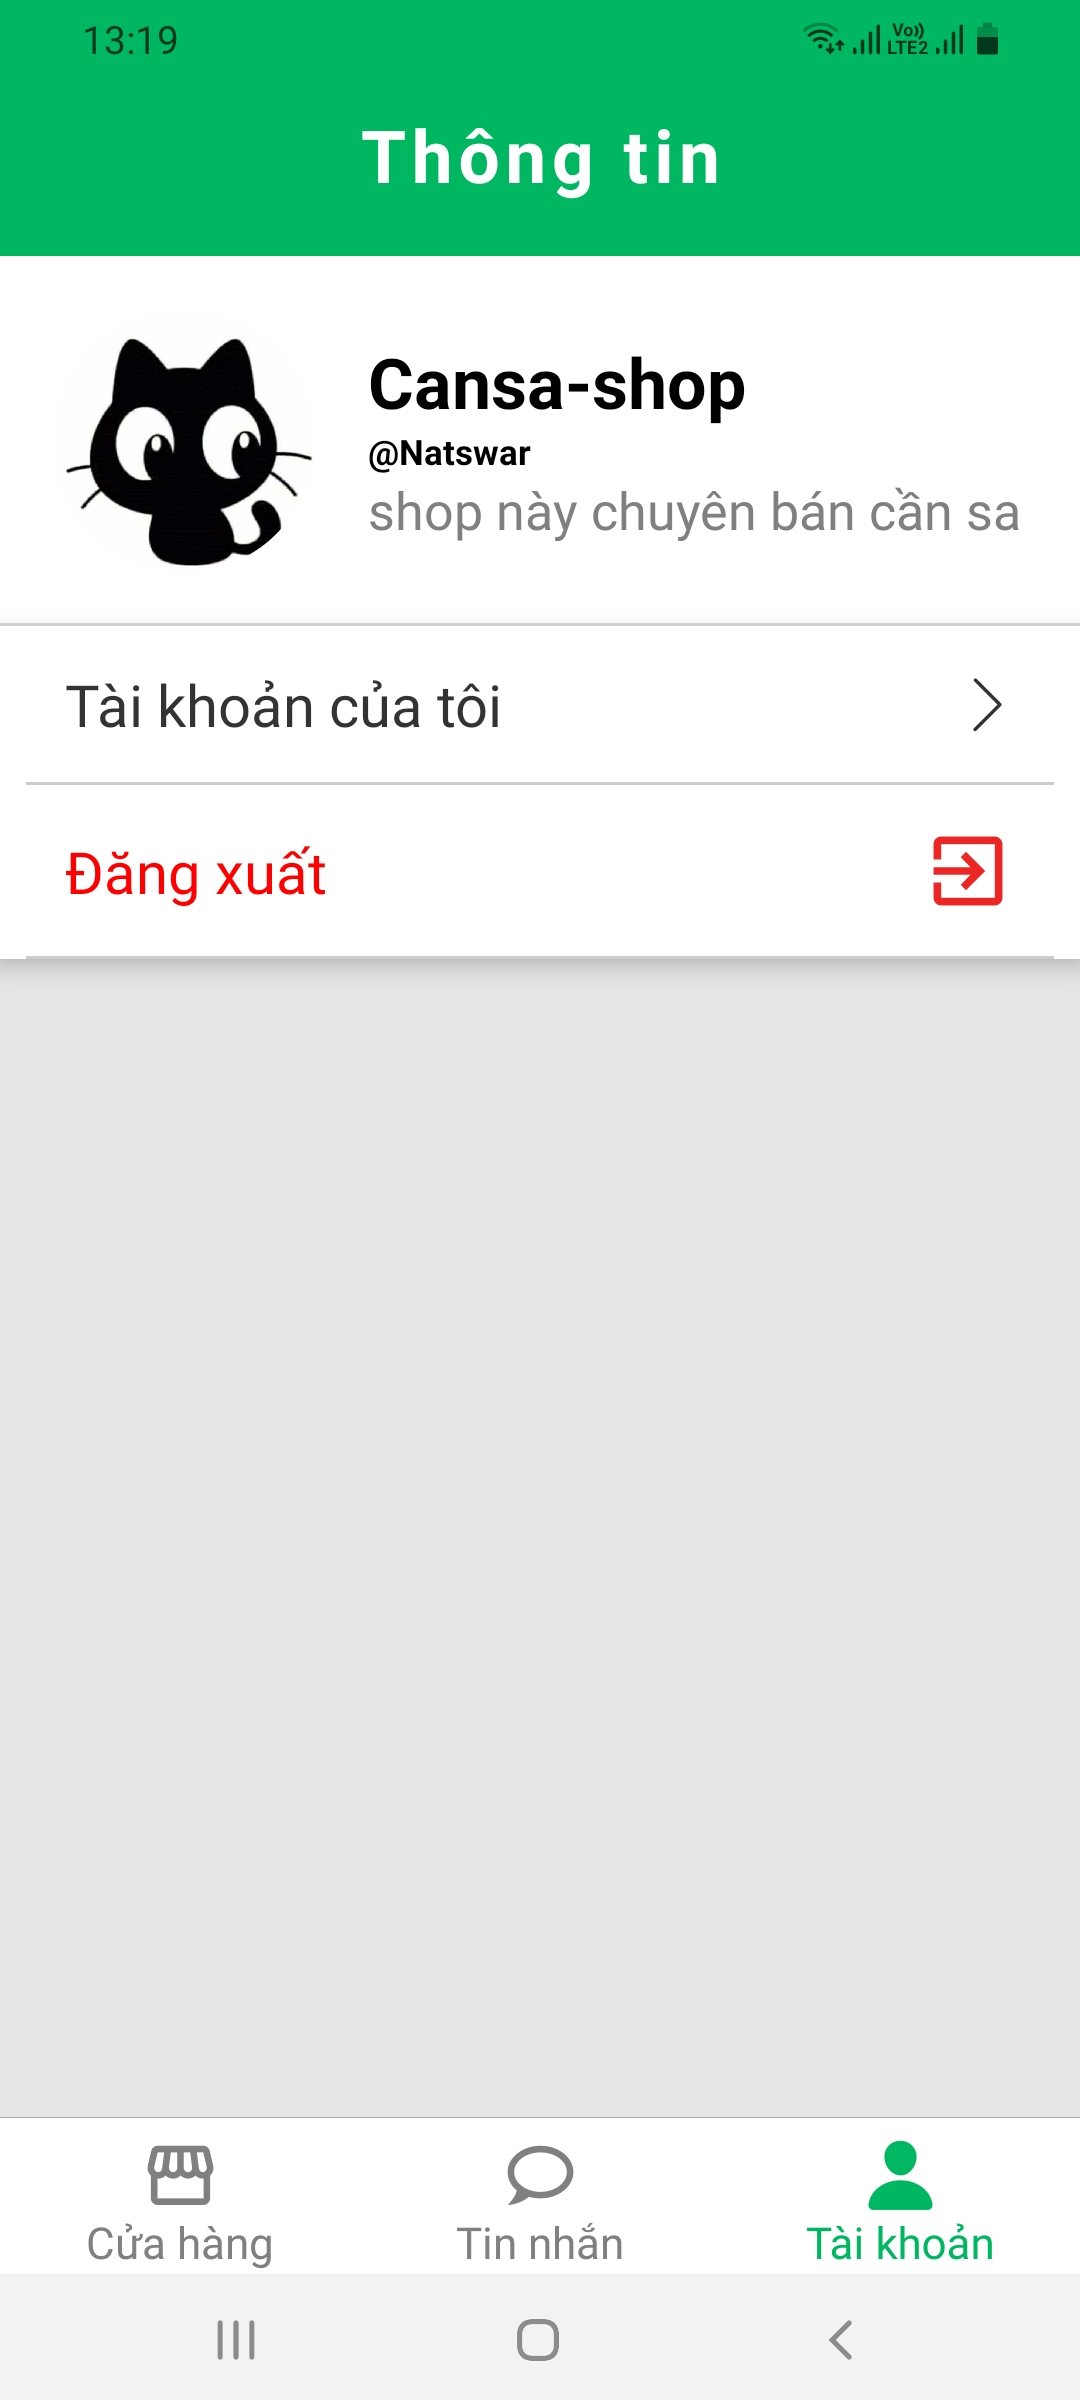 13:19
Vo))
LTE2
Thông tin
Cansa-shop
@Natswar
shop này chuyên bán cần sa
Tài khoản của tôi
Đăng xuất
Cửa hàng
Tin nhắn
Tài khoản